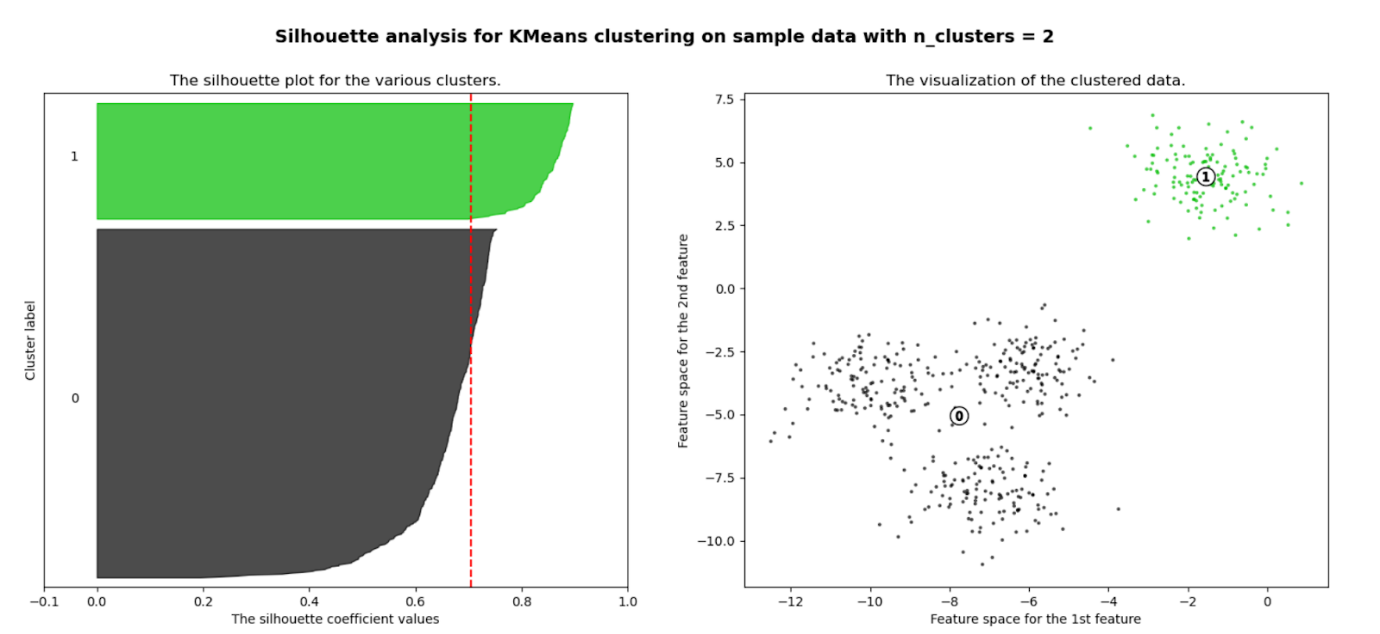 Silhouette analysis for KMeans clustering on sample data with n_clusters = 2
The silhouette plot for the various clusters.
Cluster label
1
0
−0.1 0.0 0.2 0.4 0.6 0.8 1.0
The silhouette coefficient values
The visualization of the clustered data.
Feature space for the 2nd feature
7.5
5.0
2.5
0.0
−2.5
−5.0
−7.5
−10.0
1
0
−12 −10 −8 −6 −4 −2 0
Feature space for the 1st feature